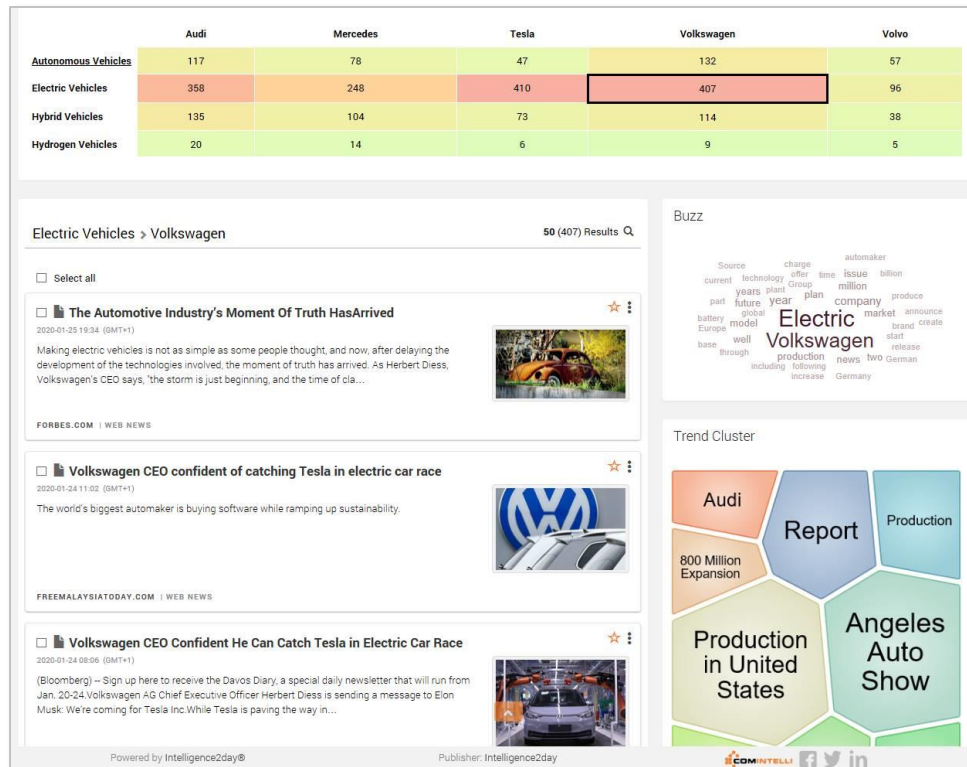 Audi Mercedes Tesla Volkswagen Volvo
Autonomous Vehicles 117 78 47 132 57
Electric Vehicles 358 248 410 407 96
Hybrid Vehicles 135 104 73 114 38
Hydrogen Vehicles 20 14 6 9 5
Electric Vehicles > Volkswagen
50 (407) Results
Select all
The Automotive Industry's Moment Of Truth HasArrived
2020-01-25 19:34 (GMT+1)
Making electric vehicles is not as simple as some people thought, and now, after delaying the
development of the technologies involved, the moment of truth has arrived. As Herbert Diess,
Volkswagen's CEO says, "the storm is just beginning, and the time of cla...
FORBES.COM | WEB NEWS
Volkswagen CEO confident of catching Tesla in electric car race
2020-01-24 11:02 (GMT+1)
The world's biggest automaker is buying software while ramping up sustainability.
FREEMALAYSIATODAY.COM | WEB NEWS
Volkswagen CEO Confident He Can Catch Tesla in Electric Car Race
2020-01-24 08:06 (GMT+1)
(Bloomberg) -- Sign up here to receive the Davos Diary, a special daily newsletter that will run from
Jan. 20-24.Volkswagen AG Chief Executive Officer Herbert Diess is sending a message to Elon
Musk: We're coming for Tesla Inc.While Tesla is paving the way in...
Buzz
automaker
Source charge
current technology offer time issue billion
years plant Group million
part future year plan company produce
battery global Electric market announce
Europe model brand create
base well Volkswagen start
through release
production news two German
including following
increase Germany
Trend Cluster
Audi
Report
Production
800 Million
Expansion
Production
in United
States
Angeles
Auto
Show
Powered by Intelligence2day®
Publisher: Intelligence2day
COMINTELLI